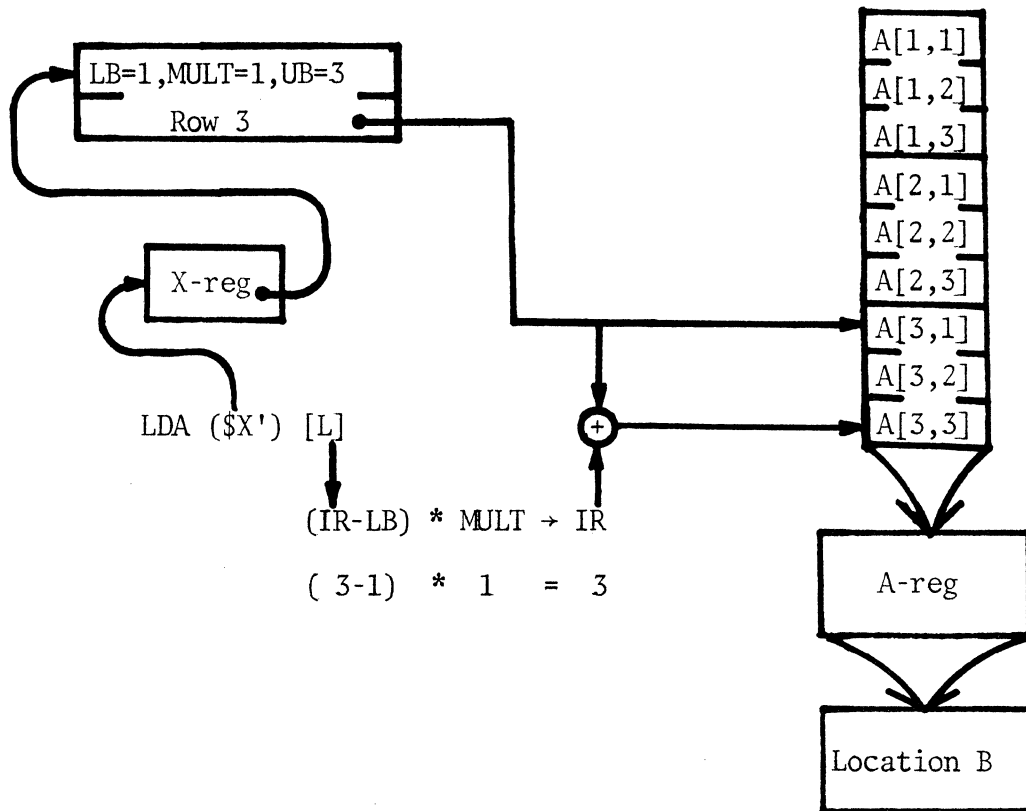 LB=1,MULT=1,UB=3
Row 3
X-reg
LDA ($X') [L]
(IR-LB) * MULT → IR
( 3-1) * 1 = 3
+
A[1,1]
A[1,2]
A[1,3]
A[2,1]
A[2,2]
A[2,3]
A[3,1]
A[3,2]
A[3,3]
A-reg
Location B